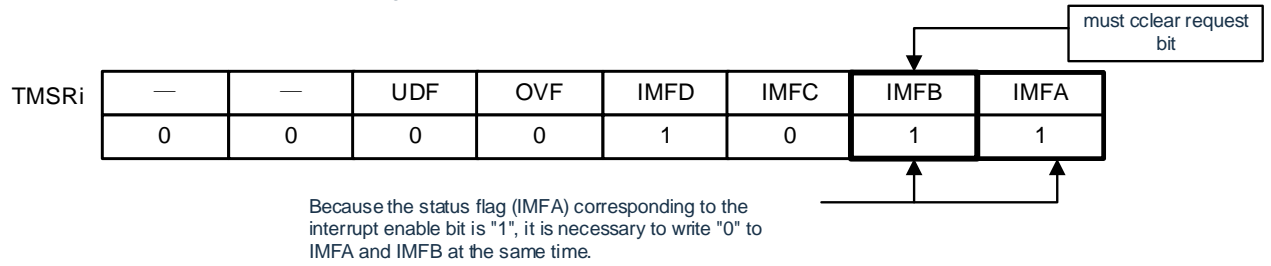 must cclear request
bit
TMSRi — — UDF OVF IMFD IMFC IMFB IMFA
0 0 0 0 1 0 1 1
Because the status flag (IMFA) corresponding to the
interrupt enable bit is "1", it is necessary to write "0" to
IMFA and IMFB at the same time.